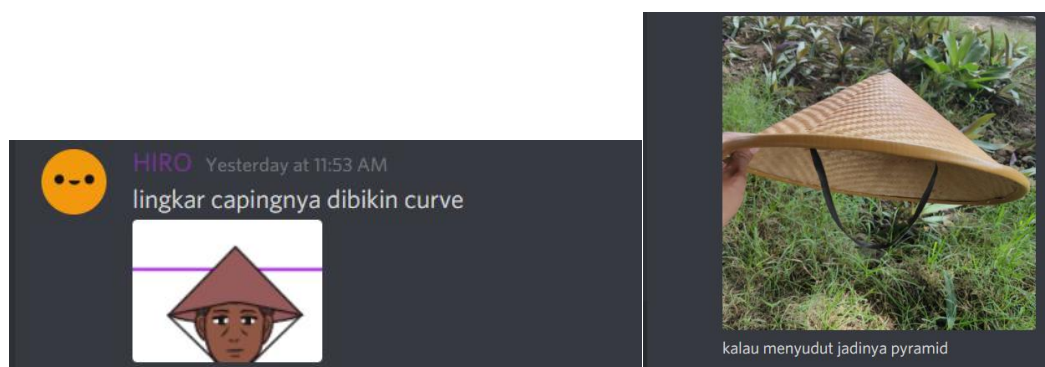 HIRO Yesterday at 11:53 AM
lingkar capingnya dibikin curve
kalau menyudut jadinya pyramid